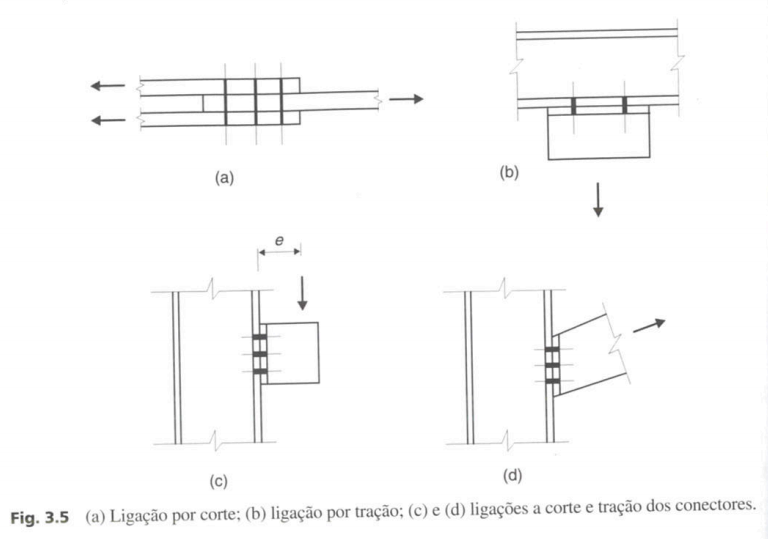 (a)
(b)
e
(c)
(d)
Fig. 3.5 (a) Ligação por corte; (b) ligação por tração; (c) e (d) ligações a corte e tração dos conectores.